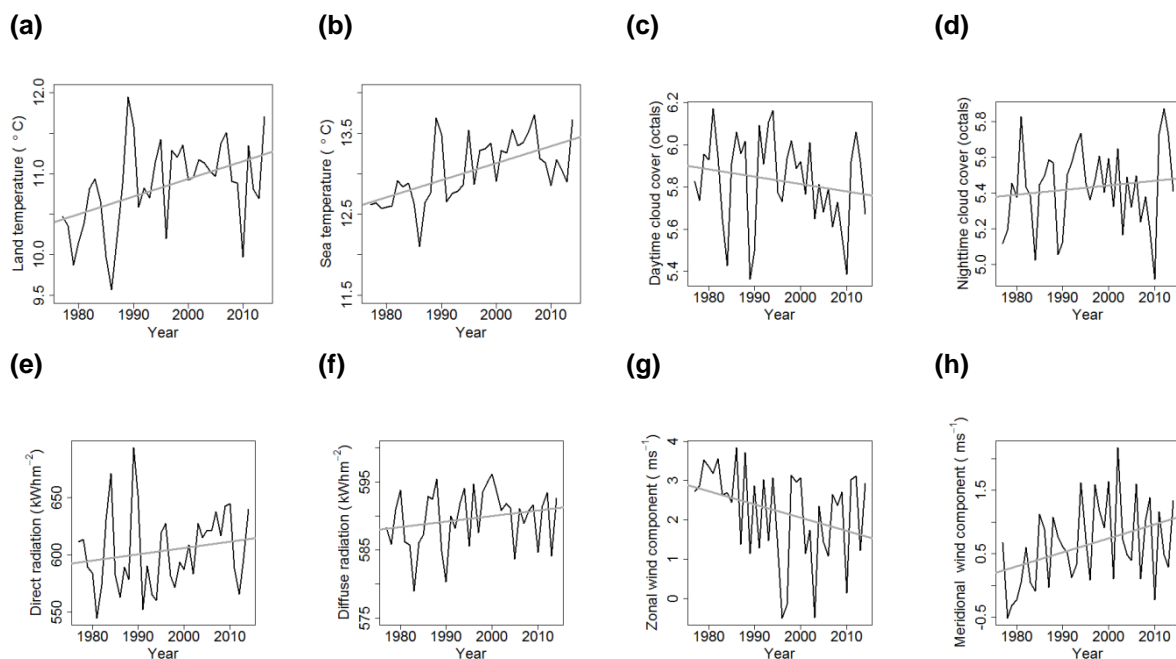 (a)
Land temperature ( °C)
12.0
11.0
10.0
9.5
1980 1990 2000 2010
Year
(b)
Sea temperature ( °C)
13.5
12.5
11.5
1980 1990 2000 2010
Year
(c)
Daytime cloud cover (octals)
6.2
6.0
5.8
5.6
5.4
1980 1990 2000 2010
Year
(d)
Nighttime cloud cover (octals)
5.8
5.6
5.4
5.2
5.0
1980 1990 2000 2010
Year
(e)
Direct radiation (kWhm⁻²)
650
600
550
1980 1990 2000 2010
Year
(f)
Diffuse radiation (kWhm⁻²)
595
585
575
1980 1990 2000 2010
Year
(g)
Zonal wind component ( ms⁻¹)
4
3
2
1
0
1980 1990 2000 2010
Year
(h)
Meridional wind component ( ms⁻¹)
1.5
0.5
-0.5
1980 1990 2000 2010
Year